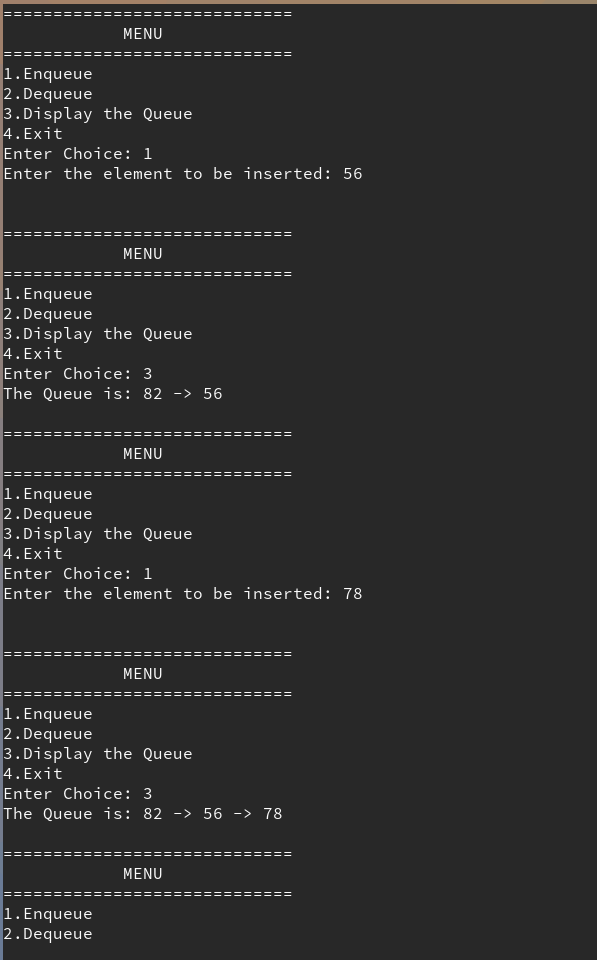 =============================
MENU
=============================
1.Enqueue
2.Dequeue
3.Display the Queue
4.Exit
Enter Choice: 1
Enter the element to be inserted: 56
=============================
MENU
=============================
1.Enqueue
2.Dequeue
3.Display the Queue
4.Exit
Enter Choice: 3
The Queue is: 82 -> 56
=============================
MENU
=============================
1.Enqueue
2.Dequeue
3.Display the Queue
4.Exit
Enter Choice: 1
Enter the element to be inserted: 78
=============================
MENU
=============================
1.Enqueue
2.Dequeue
3.Display the Queue
4.Exit
Enter Choice: 3
The Queue is: 82 -> 56 -> 78
=============================
MENU
=============================
1.Enqueue
2.Dequeue